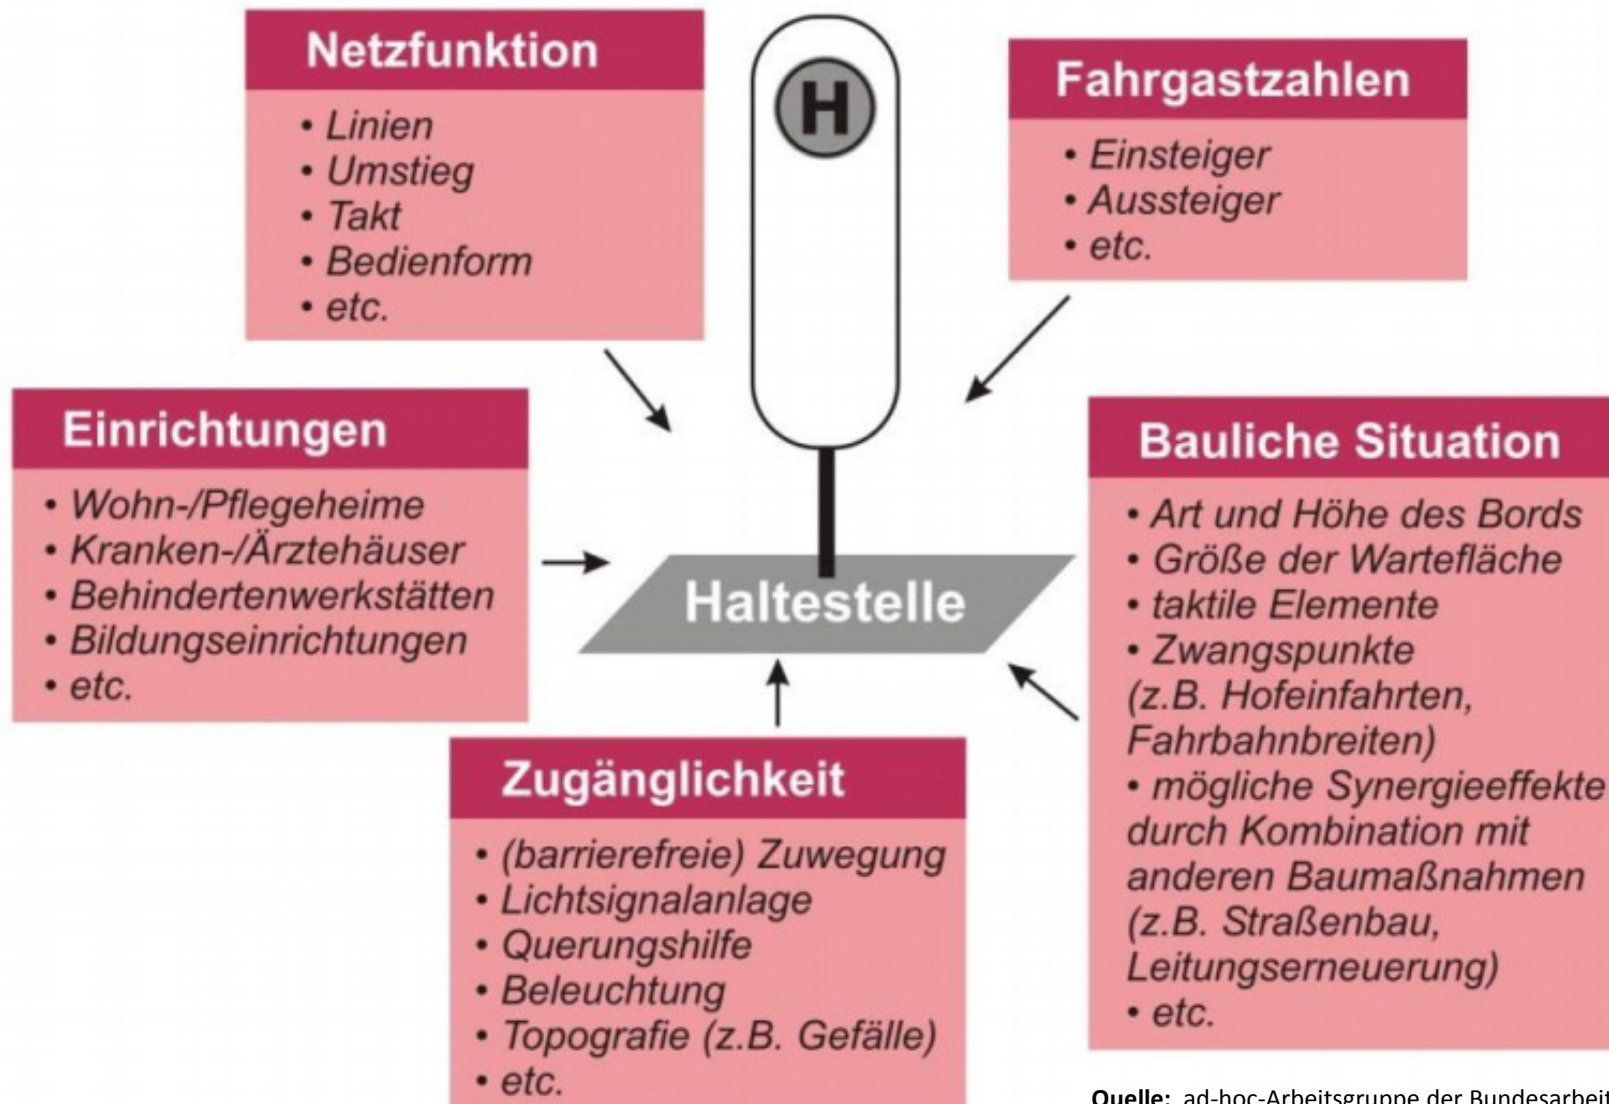 Netzfunktion
• Linien
• Umstieg
• Takt
• Bedienform
• etc.
H
Fahrgastzahlen
• Einsteiger
• Aussteiger
• etc.
Einrichtungen
• Wohn-/Pflegeheime
• Kranken-/Ärztehäuser
• Behindertenwerkstätten
• Bildungseinrichtungen
• etc.
Haltestelle
Bauliche Situation
• Art und Höhe des Bords
• Größe der Wartefläche
• taktile Elemente
• Zwangspunkte
(z.B. Hofeinfahrten,
Fahrbahnbreiten)
• mögliche Synergieeffekte
durch Kombination mit
anderen Baumaßnahmen
(z.B. Straßenbau,
Leitungserneuerung)
• etc.
Zugänglichkeit
• (barrierefreie) Zuwegung
• Lichtsignalanlage
• Querungshilfe
• Beleuchtung
• Topografie (z.B. Gefälle)
• etc.
Quelle: ad-hoc-Arbeitsgruppe der Bundesarbeit